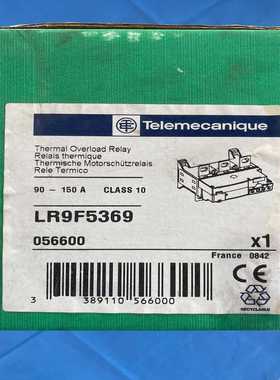 Telemecanique
Thermal Overload Relay
Relais thermique
Thermische Motorschützrelais
Rele Termico
90 - 150 A CLASS 10
LR9F5369
056600 x1
France 0842
3 389110 566000
CE
RECYCLABLE